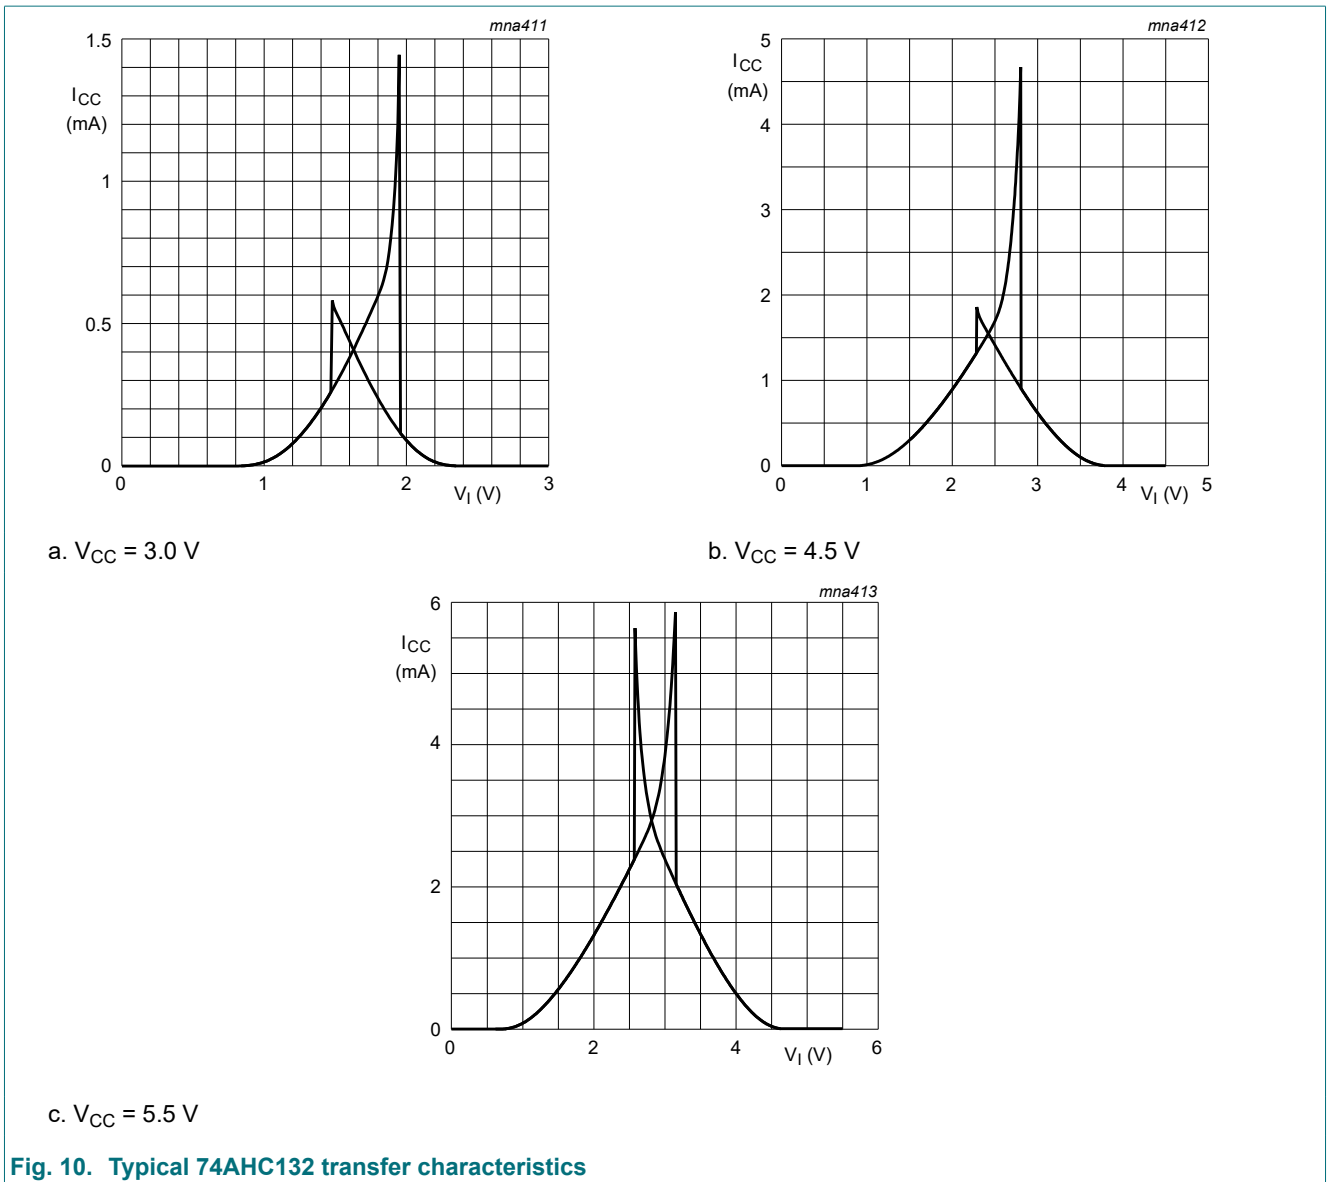 mna411
1.5
ICC
(mA)
1
0.5
0
0 1 2 3
VI (V)
a. VCC = 3.0 V
mna412
5
ICC
(mA)
4
3
2
1
0
0 1 2 3 4 5
VI (V)
b. VCC = 4.5 V
mna413
6
ICC
(mA)
4
2
0
0 2 4 6
VI (V)
c. VCC = 5.5 V
Fig. 10. Typical 74AHC132 transfer characteristics